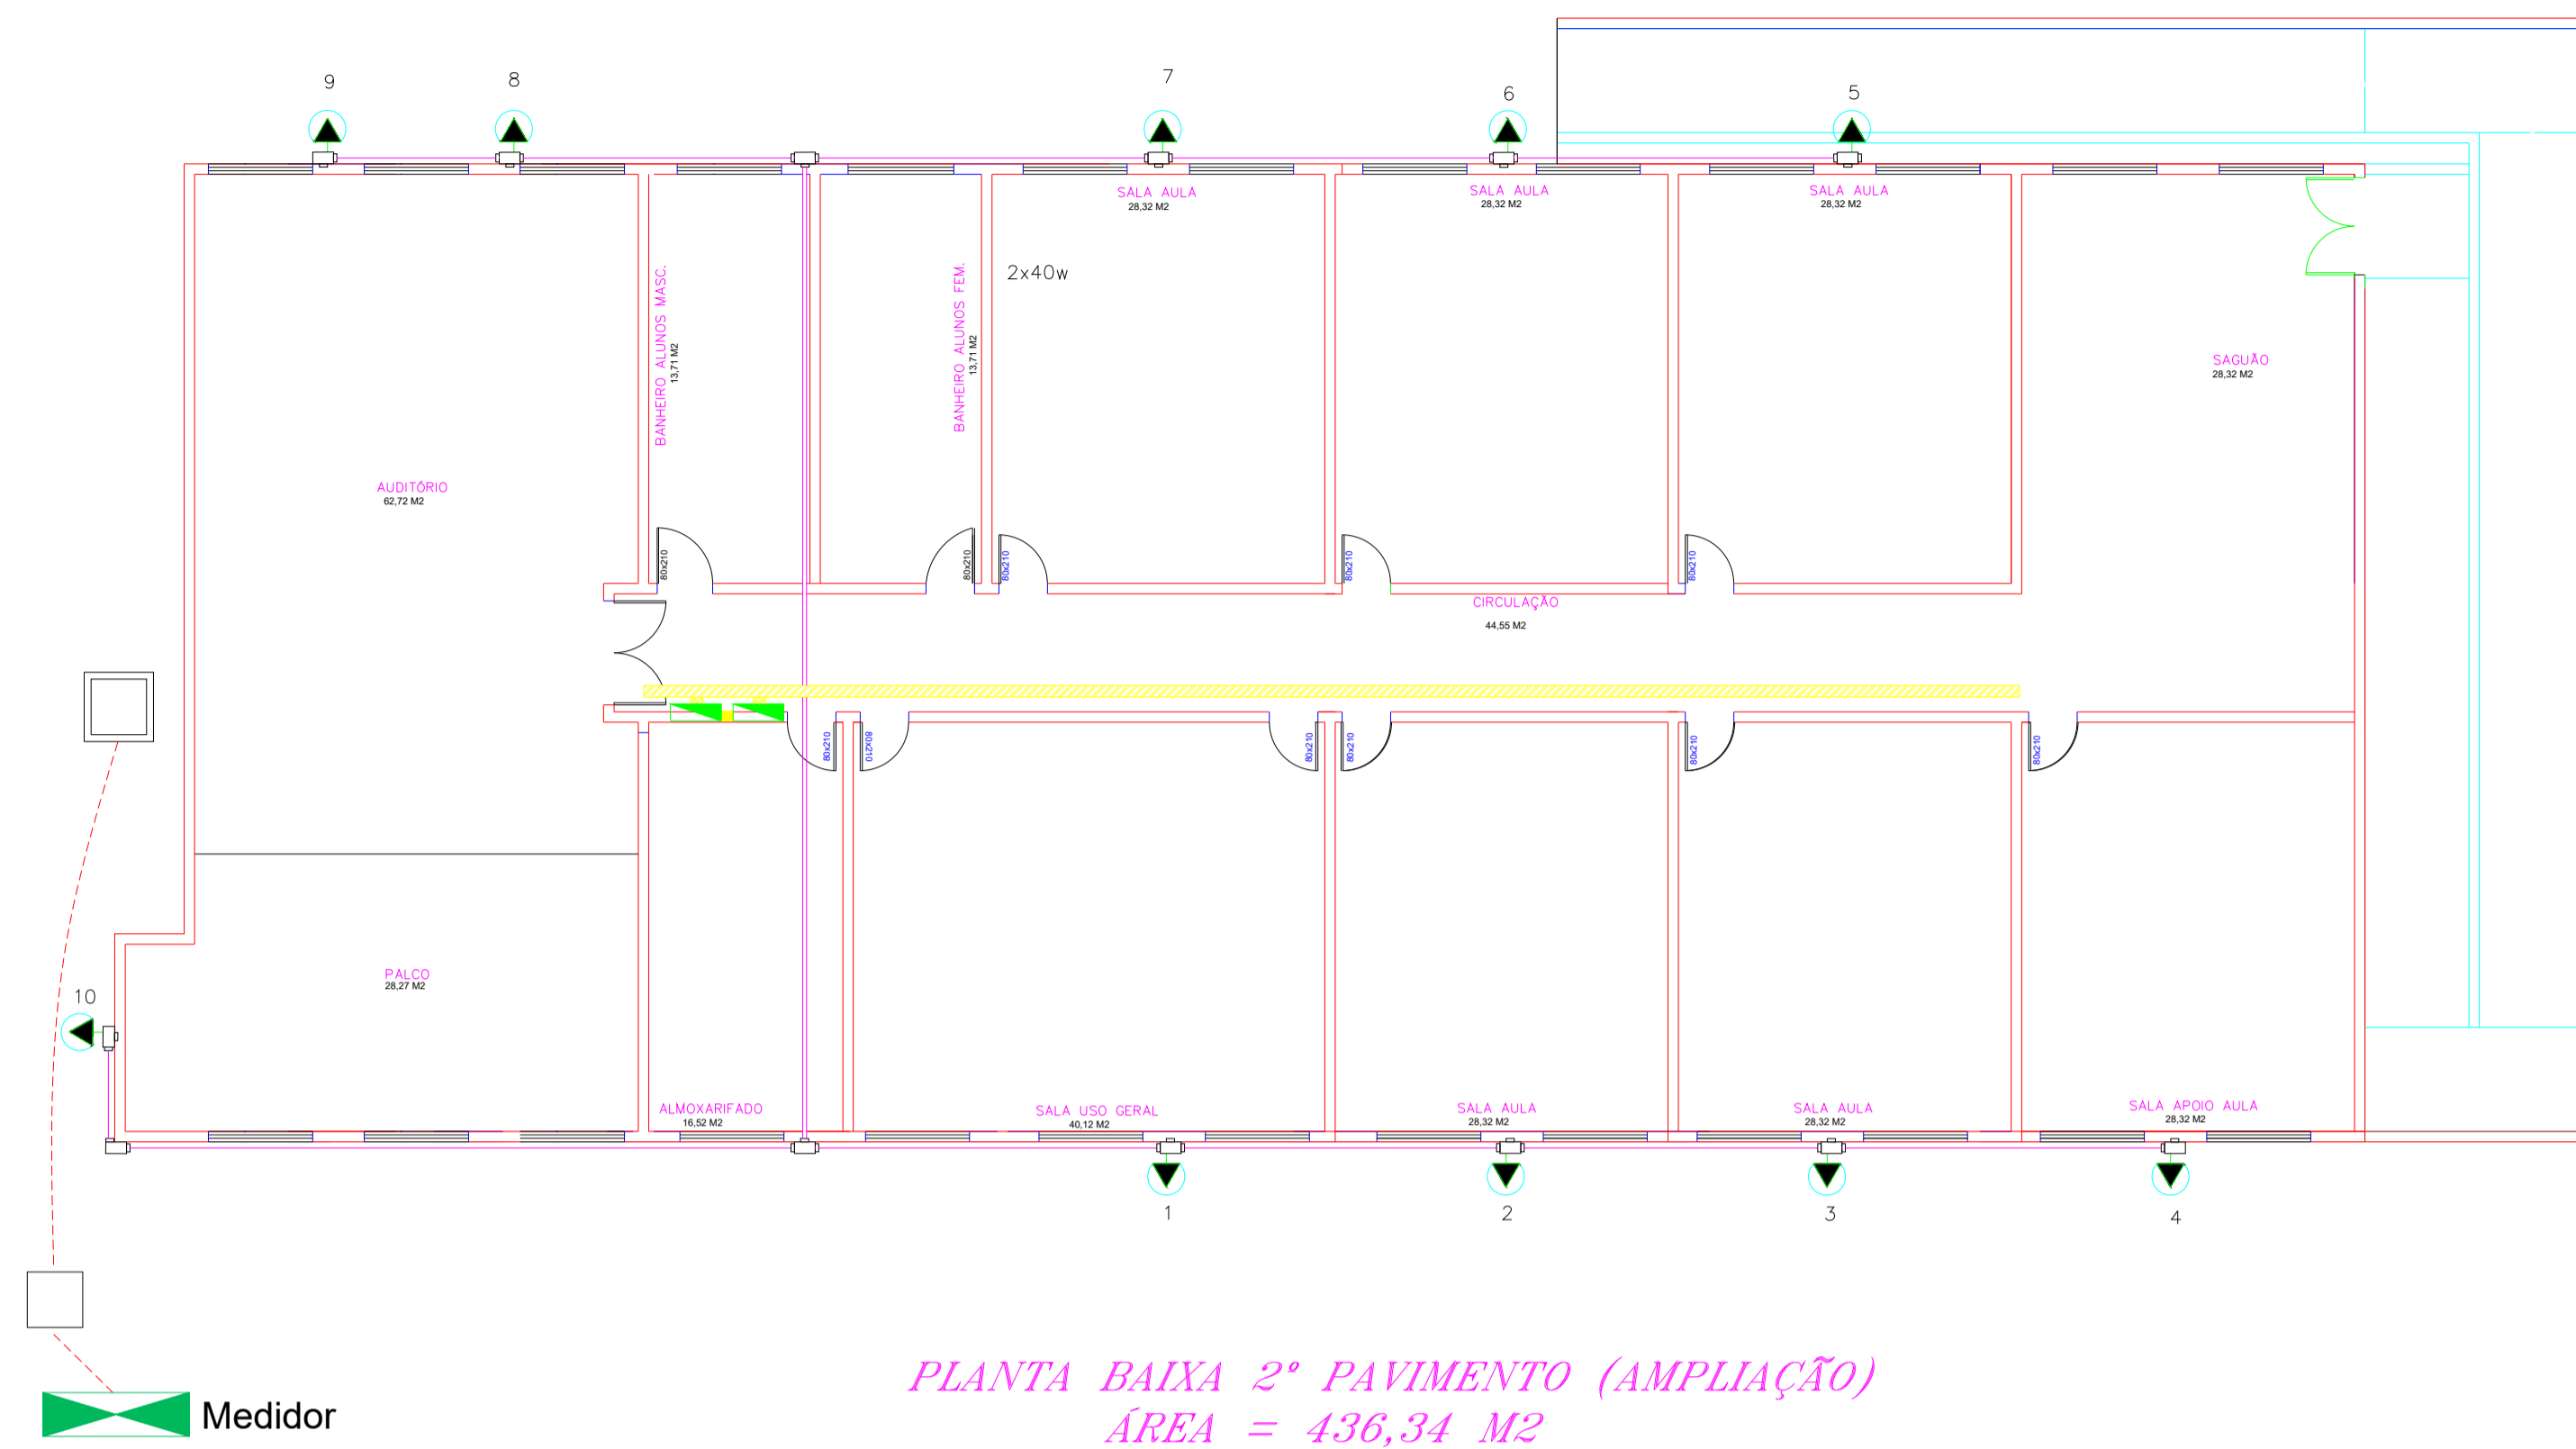 9
8
7
6
5
SALA AULA
28,32 M2
SALA AULA
28,32 M2
SALA AULA
28,32 M2
2x40w
BANHEIRO ALUNOS MASC.
13,71 M2
BANHEIRO ALUNOS FEM.
13,71 M2
SAGUÃO
28,32 M2
AUDITÓRIO
62,72 M2
80x210
80x210
80x210
80x210
80x210
CIRCULAÇÃO
44,55 M2
80x210
80x210
80x210
80x210
80x210
80x210
PALCO
28,27 M2
10
ALMOXARIFADO
16,52 M2
SALA USO GERAL
40,12 M2
SALA AULA
28,32 M2
SALA AULA
28,32 M2
SALA APOIO AULA
28,32 M2
1
2
3
4
PLANTA BAIXA 2º PAVIMENTO (AMPLIAÇÃO)
ÁREA = 436,34 M2
Medidor